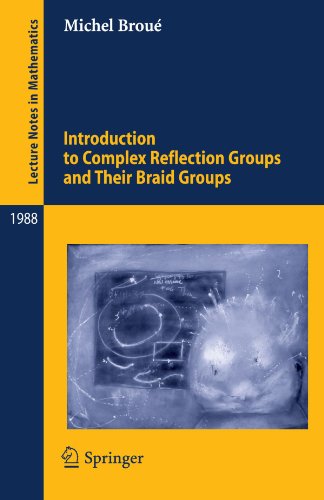 Michel Broué
Lecture Notes in Mathematics
Introduction
to Complex Reflection Groups
and Their Braid Groups
1988
Springer